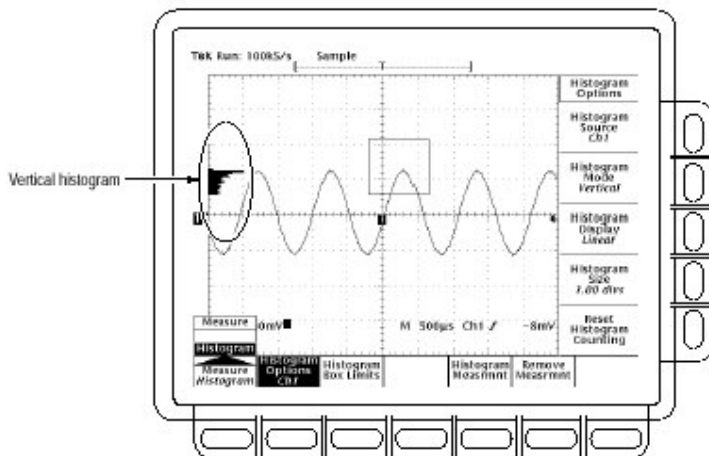 Tek Run: 100kS/s Sample
Vertical histogram
Histogram
Options
Histogram
Source
Ch1
Histogram
Mode
Vertical
Histogram
Display
Linear
Histogram
Size
1.00 divs
Reset
Histogram
Counting
0mV
M 500µs Ch1 -8mV
Measure
Histogram
Measure
Histogram
Histogram
Options
Ch1
Histogram
Box Limits
Histogram
Measrmnt
Remove
Measrmnt